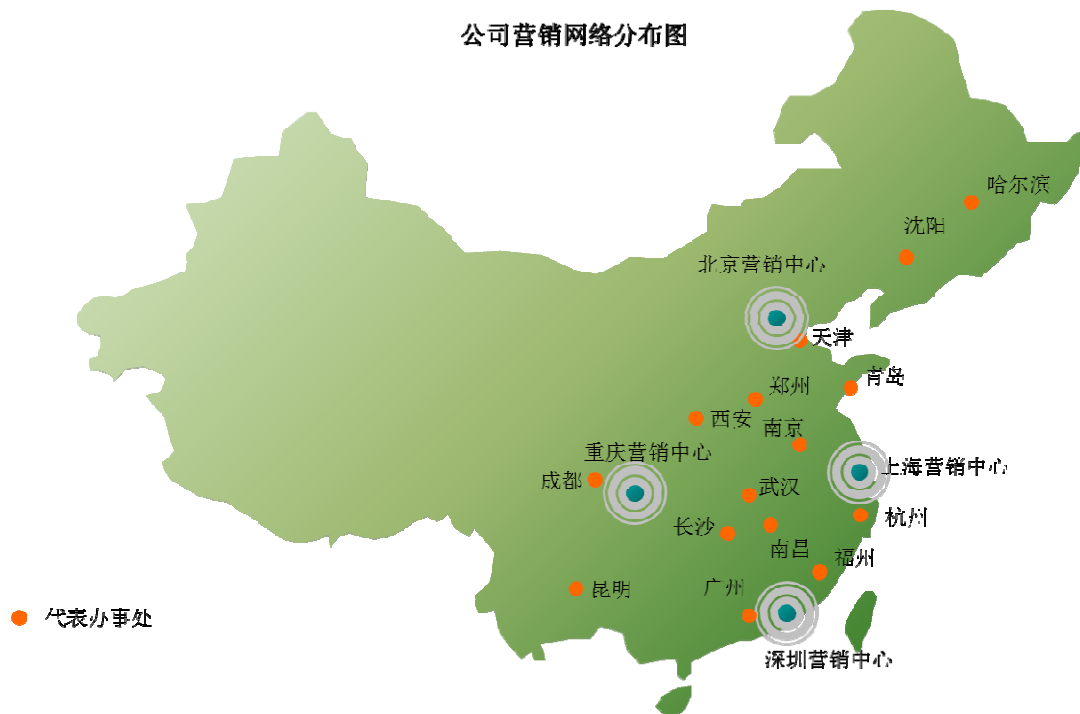 公司营销网络分布图
哈尔滨
沈阳
北京营销中心
天津
青岛
郑州
西安
南京
重庆营销中心
上海营销中心
成都
武汉
杭州
长沙
南昌
福州
广州
昆明
代表办事处
深圳营销中心